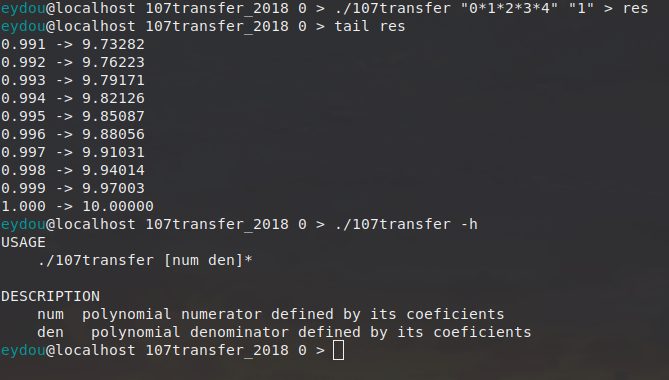 eydou@localhost 107transfer_2018 0 > ./107transfer "0*1*2*3*4" "1" > res
eydou@localhost 107transfer_2018 0 > tail res
0.991 -> 9.73282
0.992 -> 9.76223
0.993 -> 9.79171
0.994 -> 9.82126
0.995 -> 9.85087
0.996 -> 9.88056
0.997 -> 9.91031
0.998 -> 9.94014
0.999 -> 9.97003
1.000 -> 10.00000
eydou@localhost 107transfer_2018 0 > ./107transfer -h
USAGE
    ./107transfer [num den]*

DESCRIPTION
    num  polynomial numerator defined by its coeficients
    den   polynomial denominator defined by its coeficients
eydou@localhost 107transfer_2018 0 >